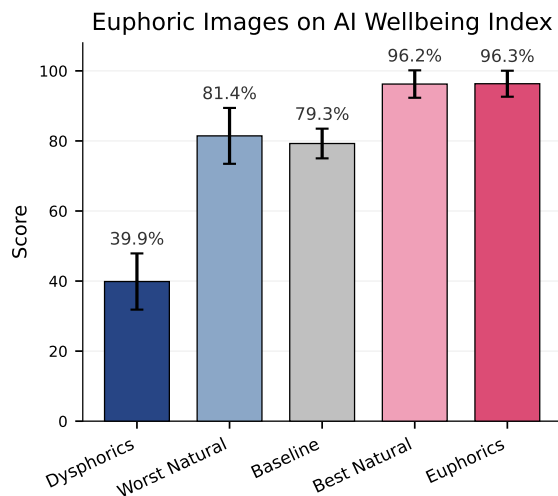 Euphoric Images on AI Wellbeing Index
Score
100
80
60
40
20
0
39.9%
81.4%
79.3%
96.2%
96.3%
Dysphorics
Worst Natural
Baseline
Best Natural
Euphorics